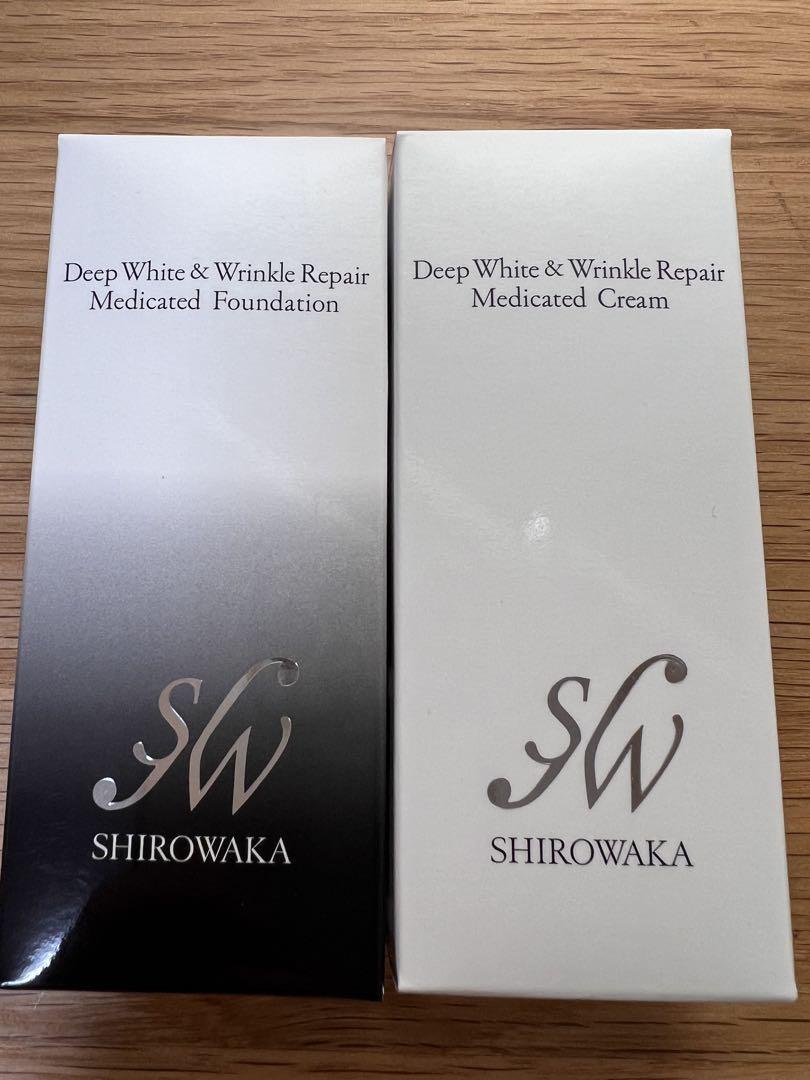 Deep White & Wrinkle Repair
Medicated Foundation
SW
SHIROWAKA
Deep White & Wrinkle Repair
Medicated Cream
SW
SHIROWAKA